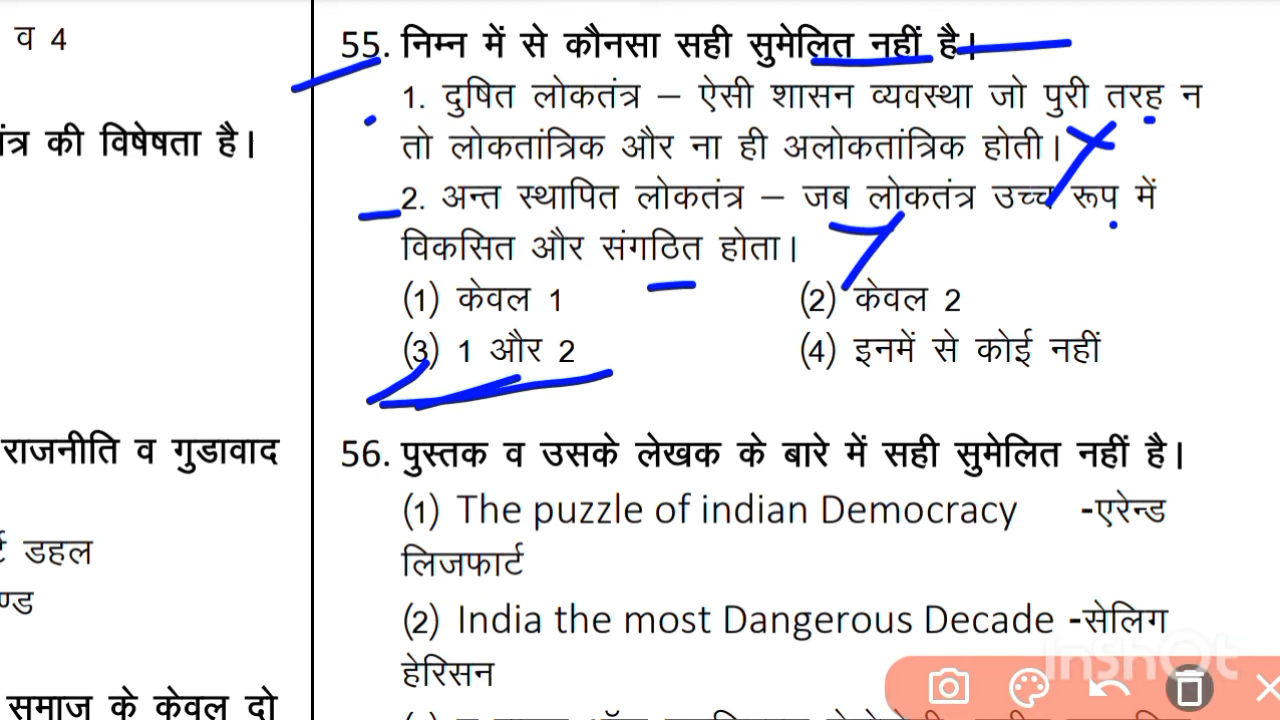 व 4
ंत्र की विषेषता है।
राजनीति व गुडावाद
र्ट डहल
ण्ड
समाज के केवल दो
55. निम्न में से कौनसा सही सुमेलित नहीं है।
1. दुषित लोकतंत्र – ऐसी शासन व्यवस्था जो पुरी तरह न
तो लोकतांत्रिक और ना ही अलोकतांत्रिक होती।
2. अन्त स्थापित लोकतंत्र – जब लोकतंत्र उच्च रूप में
विकसित और संगठित होता।
(1) केवल 1 (2) केवल 2
(3) 1 और 2 (4) इनमें से कोई नहीं
56. पुस्तक व उसके लेखक के बारे में सही सुमेलित नहीं है।
(1) The puzzle of indian Democracy -एरेन्ड
लिजफार्ट
(2) India the most Dangerous Decade -सेलिग
हेरिसन
InshOt